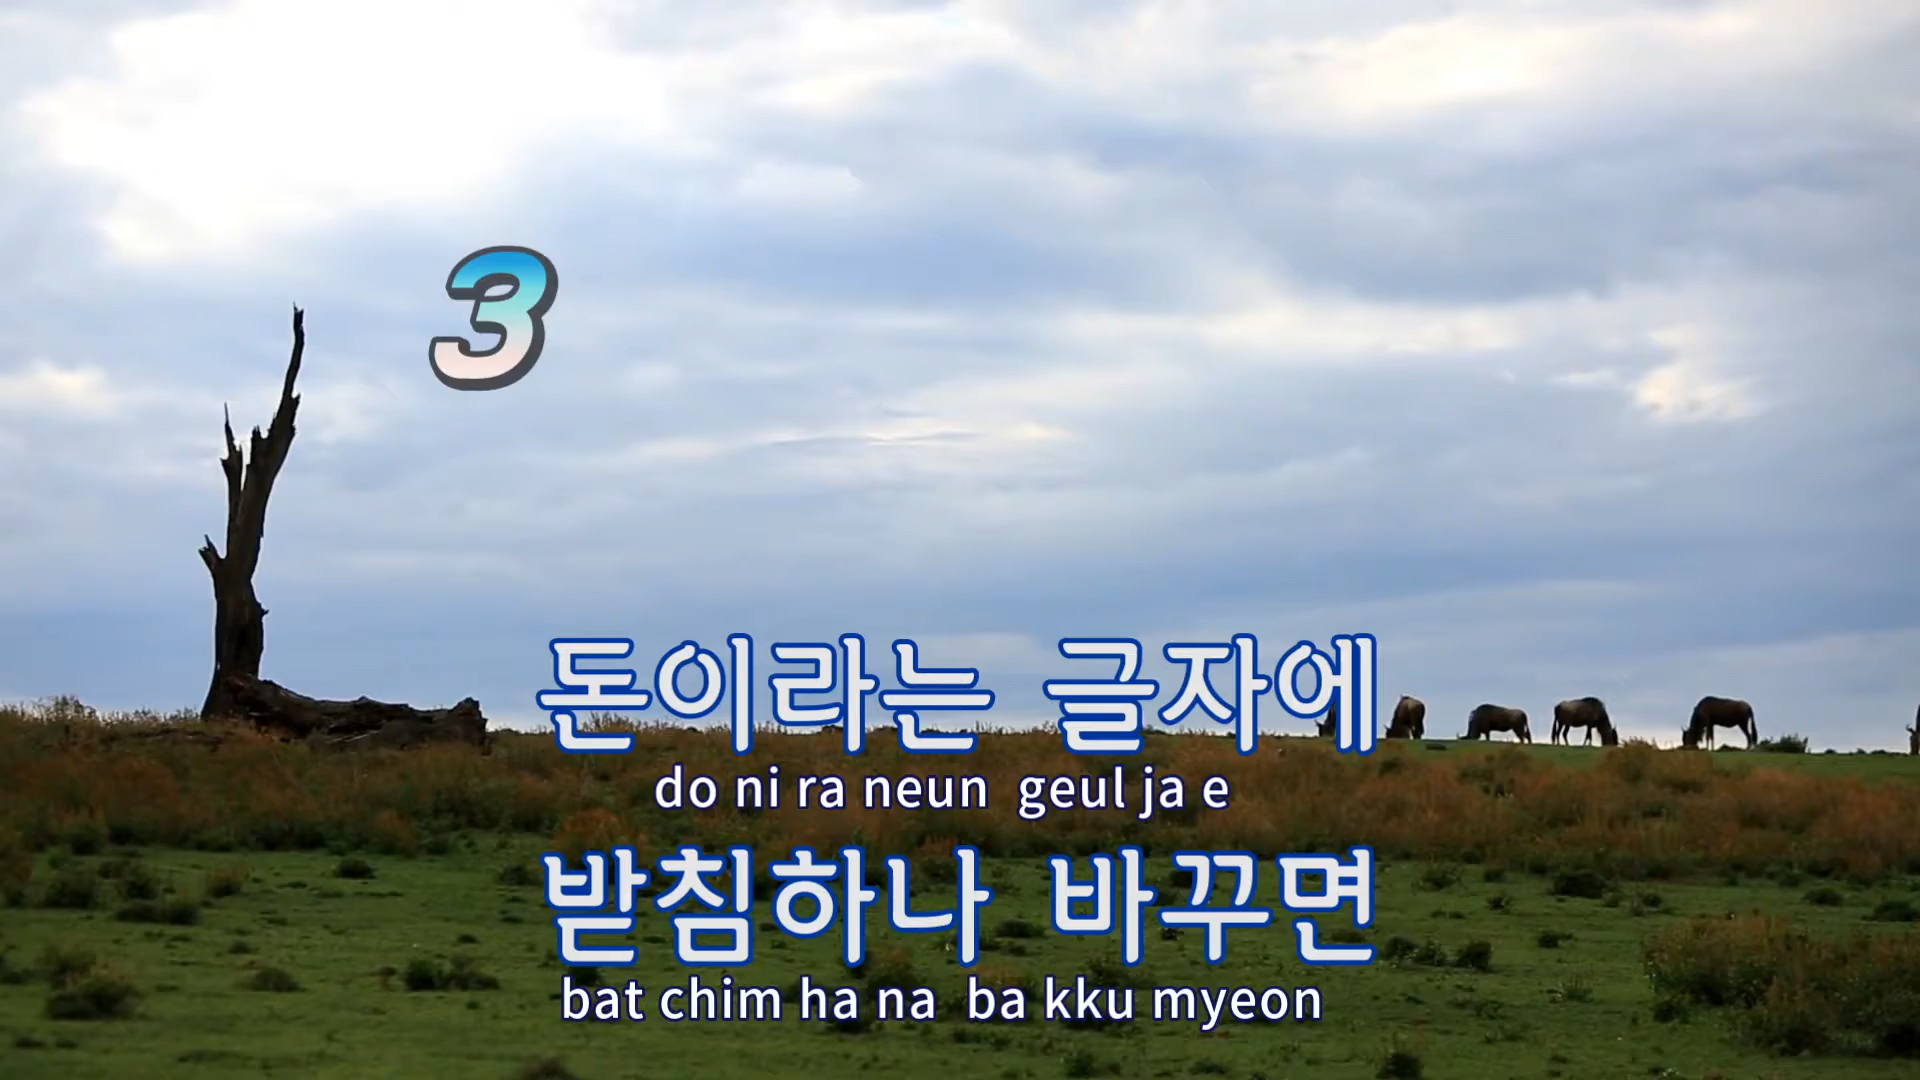 3
돈이라는 글자에
do ni ra neun geul ja e
받침하나 바꾸면
bat chim ha na ba kku myeon